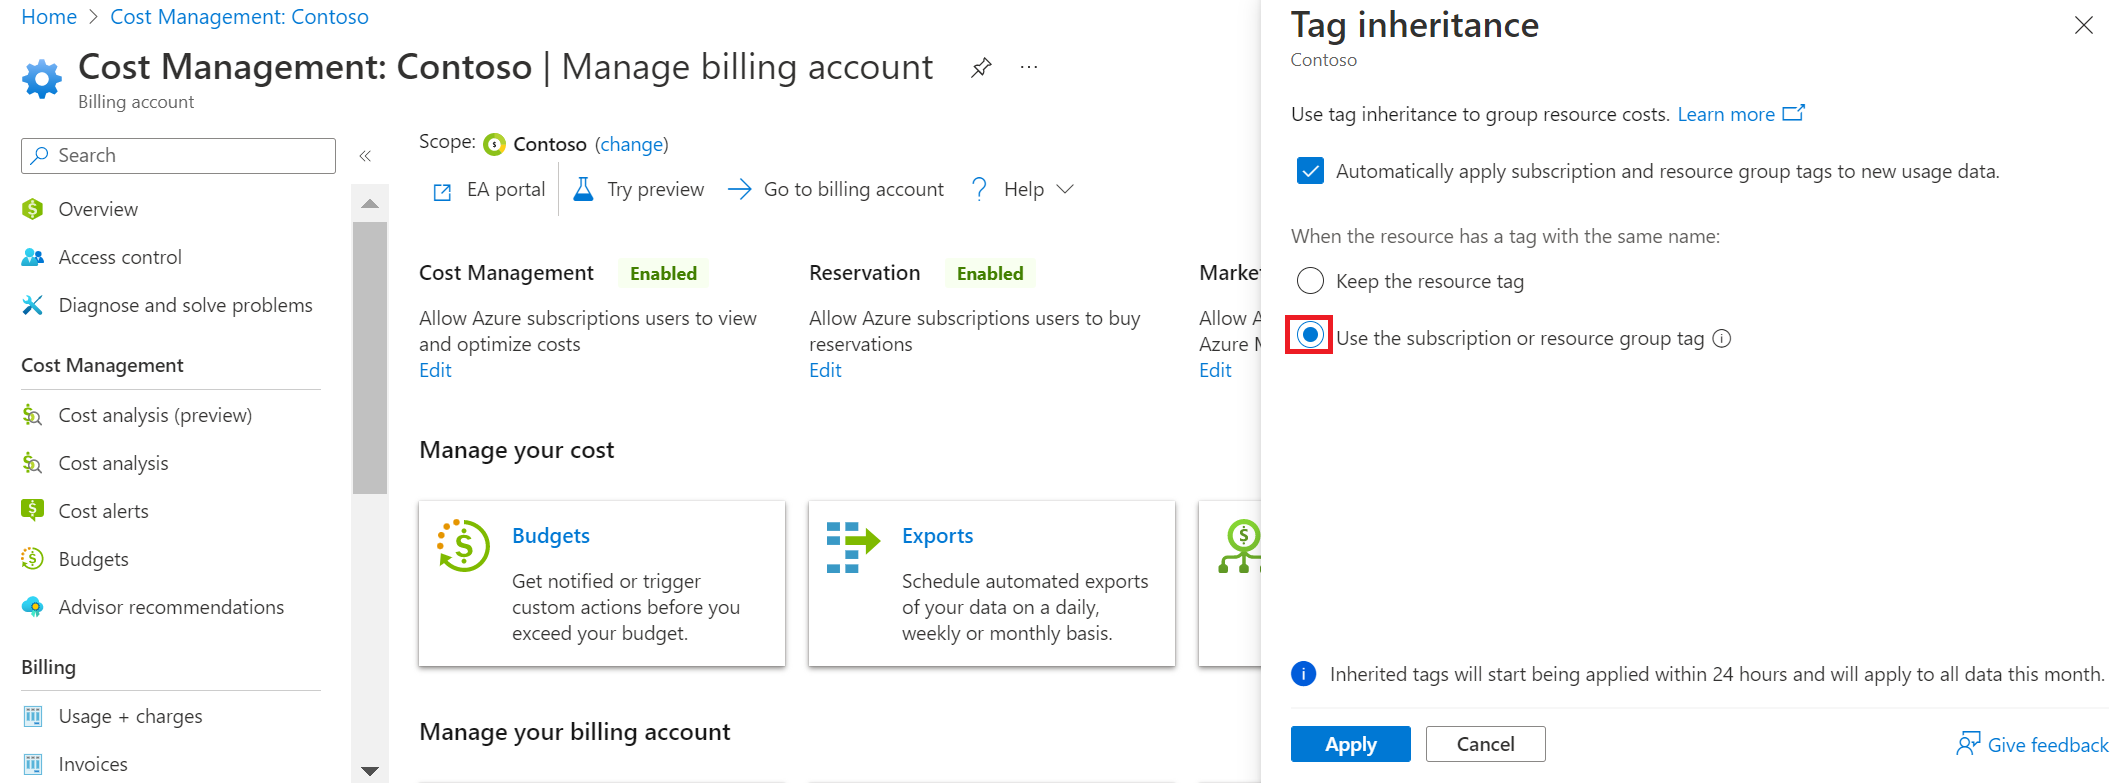 Home > Cost Management: Contoso
Cost Management: Contoso | Manage billing account
Billing account
Search
Overview
Access control
Diagnose and solve problems
Cost Management
Cost analysis (preview)
Cost analysis
Cost alerts
Budgets
Advisor recommendations
Billing
Usage + charges
Invoices
Scope: Contoso (change)
EA portal
Try preview
Go to billing account
Help
Cost Management Enabled
Allow Azure subscriptions users to view
and optimize costs
Edit
Reservation Enabled
Allow Azure subscriptions users to buy
reservations
Edit
Market
Allow A
Azure M
Edit
Manage your cost
Budgets
Get notified or trigger
custom actions before you
exceed your budget.
Exports
Schedule automated exports
of your data on a daily,
weekly or monthly basis.
Manage your billing account
Tag inheritance
Contoso
Use tag inheritance to group resource costs. Learn more
Automatically apply subscription and resource group tags to new usage data.
When the resource has a tag with the same name:
Keep the resource tag
Use the subscription or resource group tag
Inherited tags will start being applied within 24 hours and will apply to all data this month.
Apply
Cancel
Give feedback